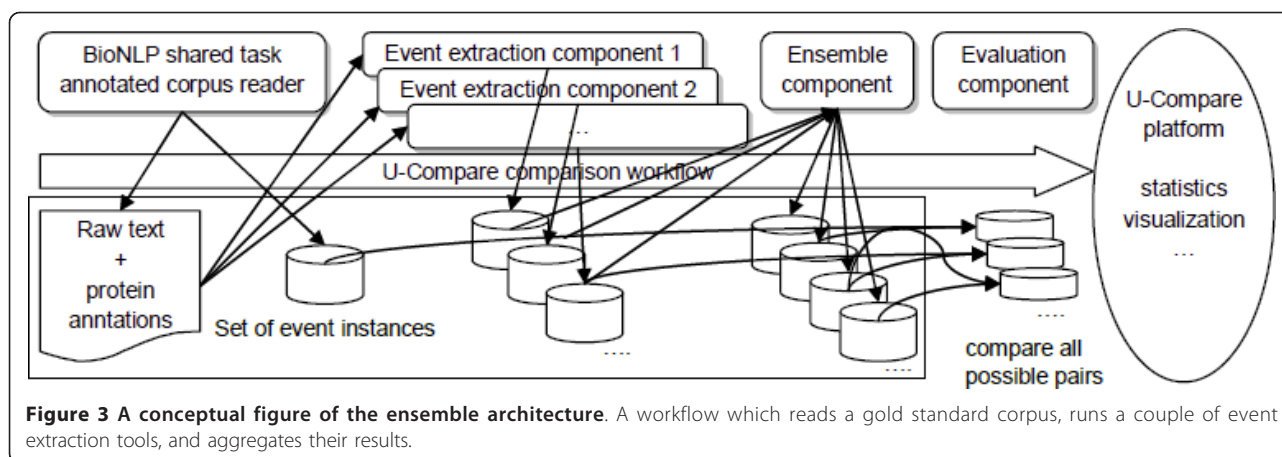 BioNLP shared task
annotated corpus reader
Event extraction component 1
Event extraction component 2
...
Ensemble
component
Evaluation
component
U-Compare
platform
statistics
visualization
...
U-Compare comparison workflow
Raw text
+
protein
anntations
Set of event instances
....
....
....
compare all
possible pairs
Figure 3 A conceptual figure of the ensemble architecture. A workflow which reads a gold standard corpus, runs a couple of event
extraction tools, and aggregates their results.